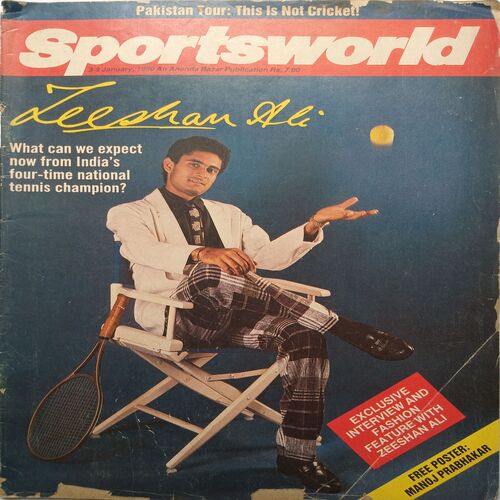 Pakistan Tour: This Is Not Cricket!
Sportsworld
January, 1990 An Ananda Bazar Publication Rs. 7.00
Zeeshan Ali
What can we expect
now from India's
four-time national
tennis champion?
EXCLUSIVE
INTERVIEW AND
FASHION
FEATURE WITH
ZEESHAN ALI
FREE POSTER:
MANOJ PRABHAKAR